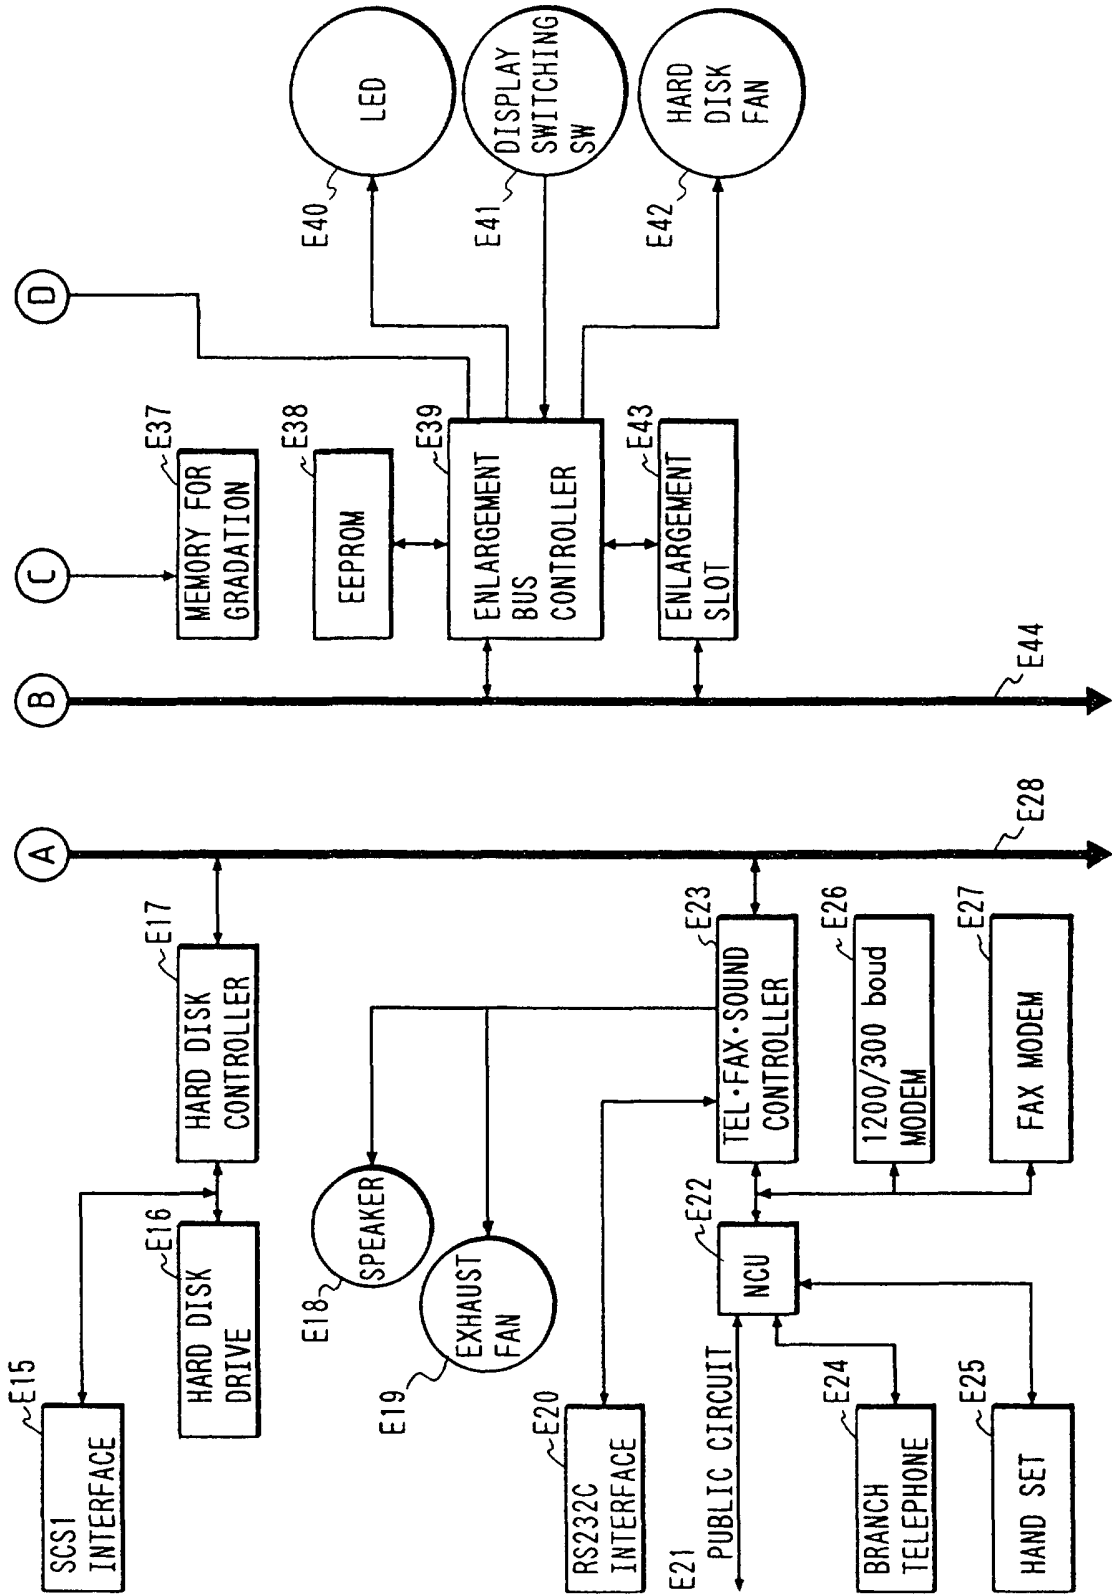 A
B
C
D
SCS1
INTERFACE
E15
HARD DISK
DRIVE
E16
HARD DISK
CONTROLLER
E17
MEMORY FOR
GRADATION
E37
SPEAKER
E18
EXHAUST
FAN
E19
EEPROM
E38
LED
E40
RS232C
INTERFACE
E20
ENLARGEMENT
BUS
CONTROLLER
E39
DISPLAY
SWITCHING
SW
E41
E21
PUBLIC CIRCUIT
NCU
E22
TEL·FAX·SOUND
CONTROLLER
E23
ENLARGEMENT
SLOT
E43
HARD
DISK
FAN
E42
BRANCH
TELEPHONE
E24
1200/300 boud
MODEM
E26
HAND SET
E25
FAX MODEM
E27
E28
E44